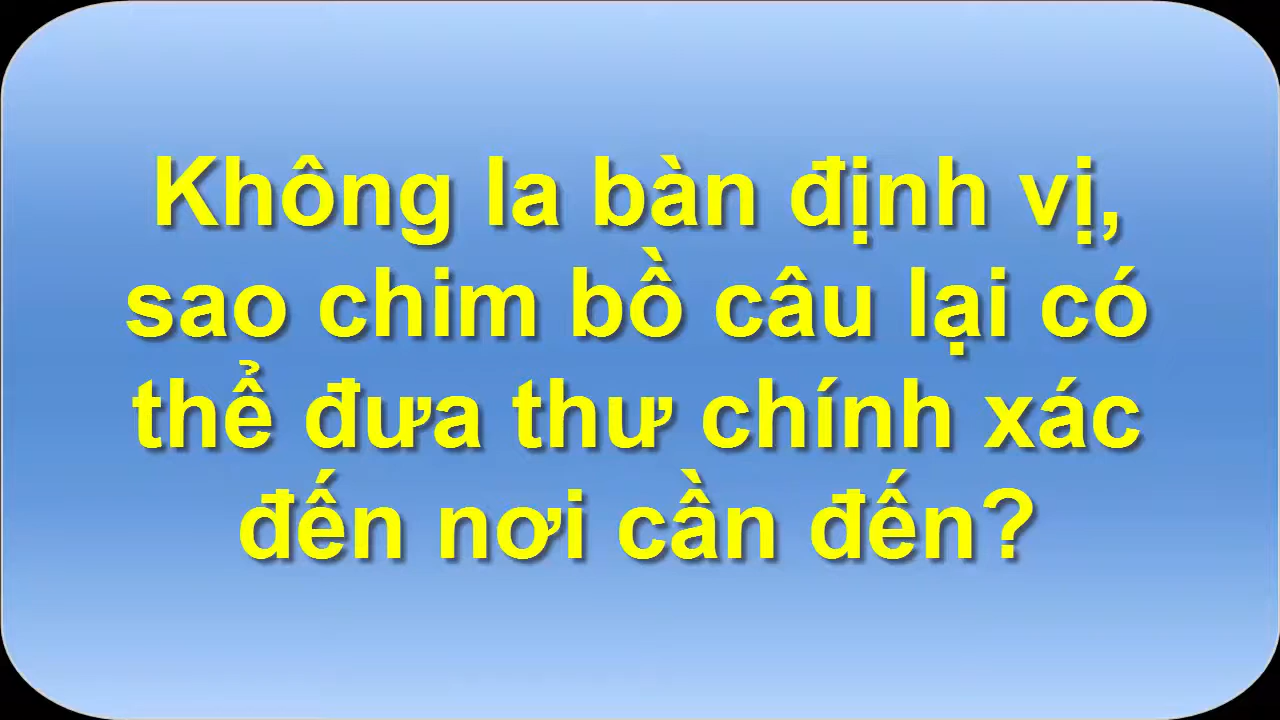 Không la bàn định vị,
sao chim bồ câu lại có
thể đưa thư chính xác
đến nơi cần đến?